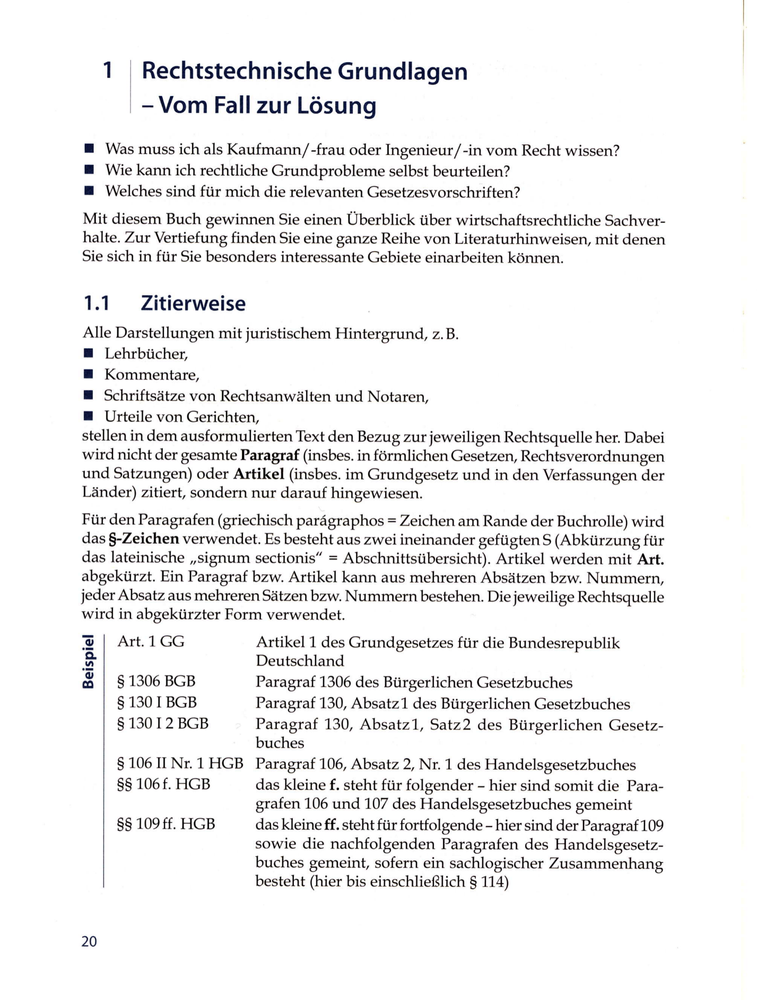 1 Rechtstechnische Grundlagen
– Vom Fall zur Lösung
■ Was muss ich als Kaufmann/-frau oder Ingenieur/-in vom Recht wissen?
■ Wie kann ich rechtliche Grundprobleme selbst beurteilen?
■ Welches sind für mich die relevanten Gesetzesvorschriften?
Mit diesem Buch gewinnen Sie einen Überblick über wirtschaftsrechtliche Sachver-
halte. Zur Vertiefung finden Sie eine ganze Reihe von Literaturhinweisen, mit denen
Sie sich in für Sie besonders interessante Gebiete einarbeiten können.
1.1 Zitierweise
Alle Darstellungen mit juristischem Hintergrund, z. B.
■ Lehrbücher,
■ Kommentare,
■ Schriftsätze von Rechtsanwälten und Notaren,
■ Urteile von Gerichten,
stellen in dem ausformulierten Text den Bezug zur jeweiligen Rechtsquelle her. Dabei
wird nicht der gesamte Paragraf (insbes. in förmlichen Gesetzen, Rechtsverordnungen
und Satzungen) oder Artikel (insbes. im Grundgesetz und in den Verfassungen der
Länder) zitiert, sondern nur darauf hingewiesen.
Für den Paragrafen (griechisch parágraphos = Zeichen am Rande der Buchrolle) wird
das §-Zeichen verwendet. Es besteht aus zwei ineinander gefügten S (Abkürzung für
das lateinische „signum sectionis" = Abschnittsübersicht). Artikel werden mit Art.
abgekürzt. Ein Paragraf bzw. Artikel kann aus mehreren Absätzen bzw. Nummern,
jeder Absatz aus mehreren Sätzen bzw. Nummern bestehen. Die jeweilige Rechtsquelle
wird in abgekürzter Form verwendet.
Beispiel
Art. 1 GG Artikel 1 des Grundgesetzes für die Bundesrepublik
Deutschland
§ 1306 BGB Paragraf 1306 des Bürgerlichen Gesetzbuches
§ 130 I BGB Paragraf 130, Absatz 1 des Bürgerlichen Gesetzbuches
§ 130 I 2 BGB Paragraf 130, Absatz 1, Satz 2 des Bürgerlichen Gesetz-
buches
§ 106 II Nr. 1 HGB Paragraf 106, Absatz 2, Nr. 1 des Handelsgesetzbuches
§§ 106 f. HGB das kleine f. steht für folgender – hier sind somit die Para-
grafen 106 und 107 des Handelsgesetzbuches gemeint
§§ 109 ff. HGB das kleine ff. steht für fortfolgende – hier sind der Paragraf 109
sowie die nachfolgenden Paragrafen des Handelsgesetz-
buches gemeint, sofern ein sachlogischer Zusammenhang
besteht (hier bis einschließlich § 114)
20